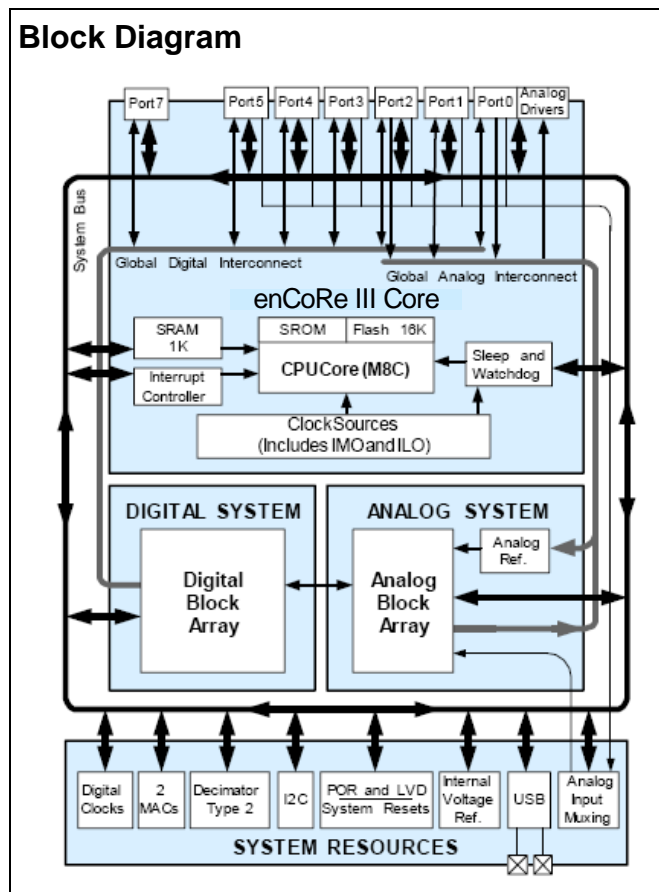 Block Diagram
Port7
Port5
Port4
Port3
Port2
Port1
Port0
Analog
Drivers
System Bus
Global Digital Interconnect
Global Analog Interconnect
enCoRe III Core
SRAM
1K
Interrupt
Controller
SROM
Flash 16K
CPUCore (M8C)
Sleep and
Watchdog
ClockSources
(Includes IMOandILO)
DIGITAL SYSTEM
Digital
Block
Array
ANALOG SYSTEM
Analog
Block
Array
Analog
Ref.
Digital
Clocks
2
MACs
Decimator
Type 2
I2C
POR and LVD
System Resets
Internal
Voltage
Ref.
USB
Analog
Input
Muxing
SYSTEM RESOURCES